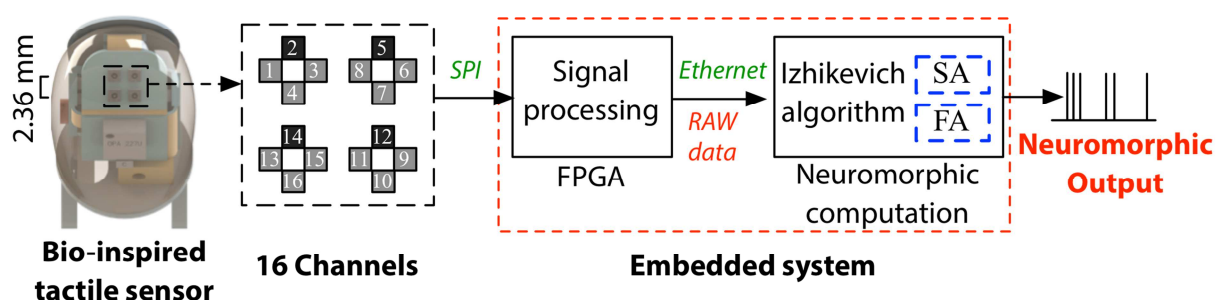 2.36 mm
Bio-inspired
tactile sensor
2
1 3
4
5
8 6
7
14
13 15
16
12
11 9
10
16 Channels
SPI
Signal
processing
FPGA
Ethernet
RAW
data
Izhikevich
algorithm
SA
FA
Neuromorphic
computation
Embedded system
Neuromorphic
Output